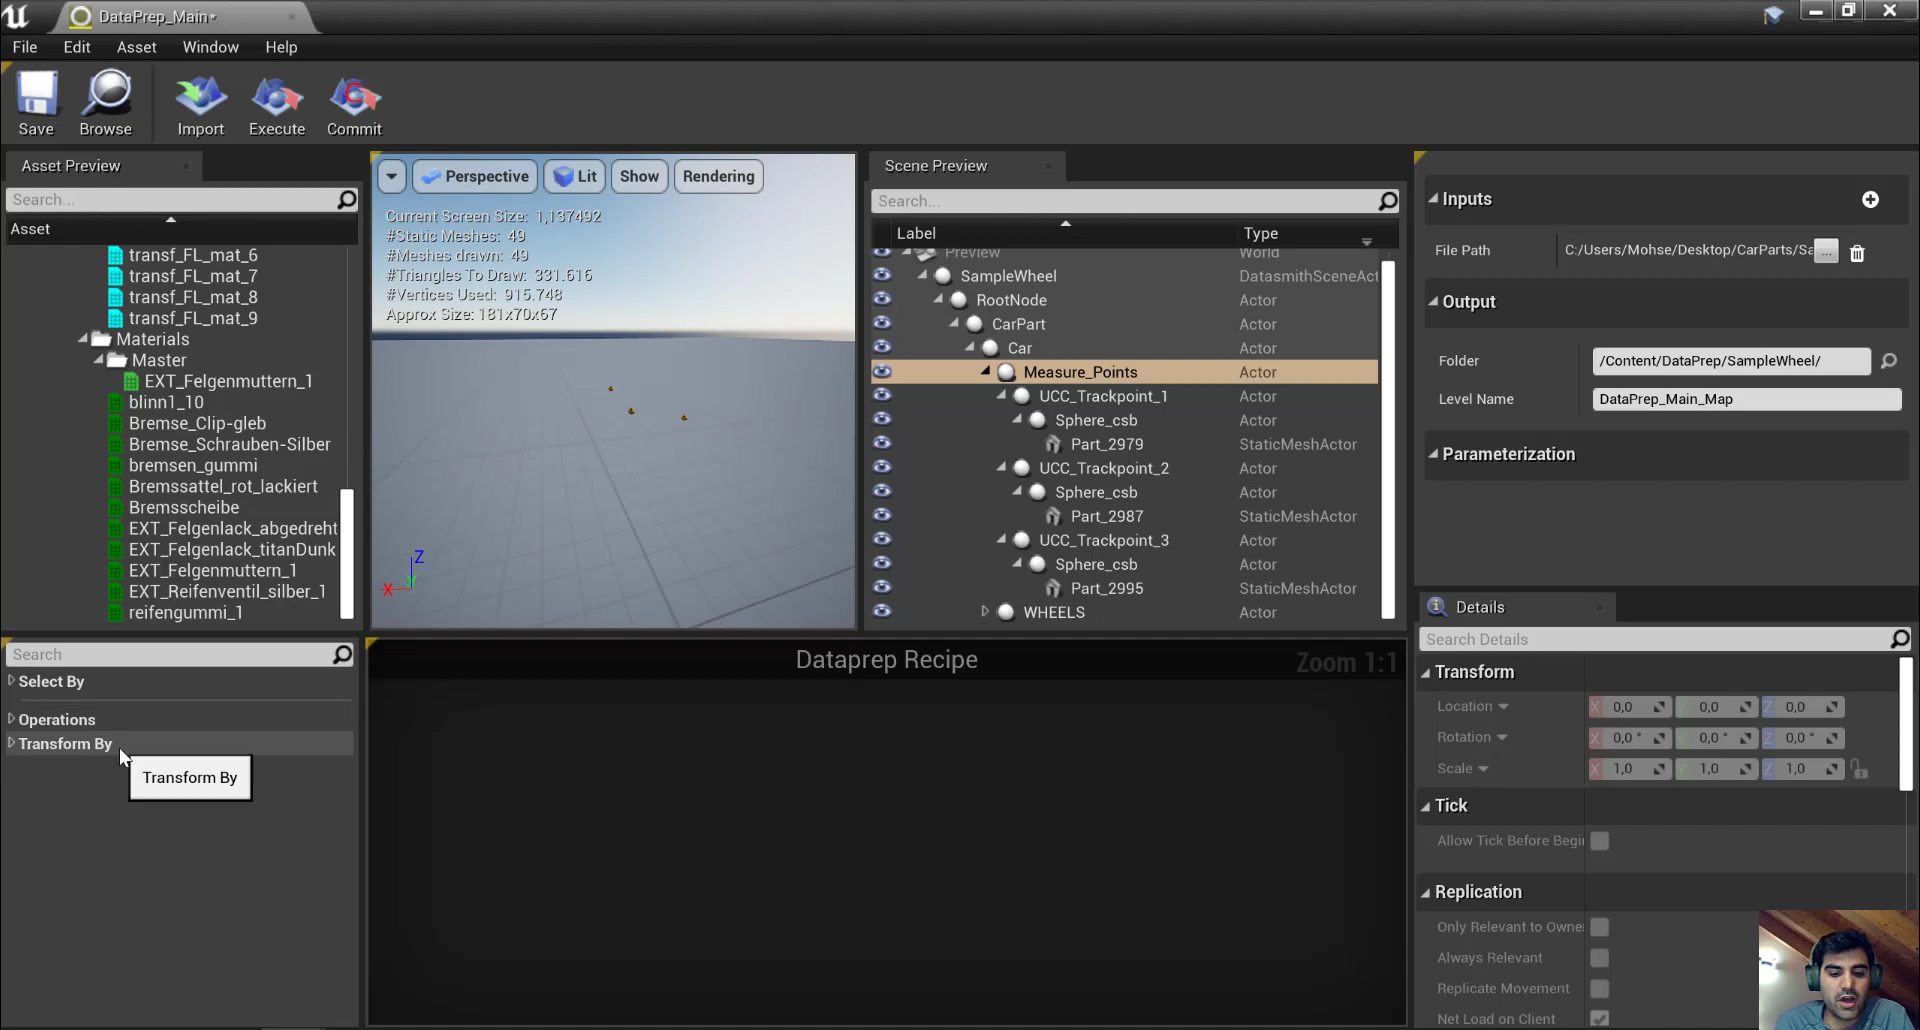 DataPrep_Main*
File Edit Asset Window Help
Save Browse Import Execute Commit
Asset Preview
Search...
Asset
transf_FL_mat_6
transf_FL_mat_7
transf_FL_mat_8
transf_FL_mat_9
Materials
Master
EXT_Felgenmuttern_1
blinn1_10
Bremse_Clip-gleb
Bremse_Schrauben-Silber
bremsen_gummi
Bremssattel_rot_lackiert
Bremsscheibe
EXT_Felgenlack_abgedreht
EXT_Felgenlack_titanDunk
EXT_Felgenmuttern_1
EXT_Reifenventil_silber_1
reifengummi_1
Perspective Lit Show Rendering
Current Screen Size: 1,137492
#Static Meshes: 49
#Meshes drawn: 49
#Triangles To Draw: 331.616
#Vertices Used: 915.748
Approx Size: 181x70x67
Z
X Y
Scene Preview
Search...
Label Type
Preview World
SampleWheel DatasmithSceneAct
RootNode Actor
CarPart Actor
Car Actor
Measure_Points Actor
UCC_Trackpoint_1 Actor
Sphere_csb Actor
Part_2979 StaticMeshActor
UCC_Trackpoint_2 Actor
Sphere_csb Actor
Part_2987 StaticMeshActor
UCC_Trackpoint_3 Actor
Sphere_csb Actor
Part_2995 StaticMeshActor
WHEELS Actor
Inputs
File Path C:/Users/Mohse/Desktop/CarParts/Sa ...
Output
Folder /Content/DataPrep/SampleWheel/
Level Name DataPrep_Main_Map
Parameterization
Search
Select By
Operations
Transform By
Transform By
Dataprep Recipe Zoom 1:1
Details
Search Details
Transform
Location X 0,0 Y 0,0 Z 0,0
Rotation X 0,0 ° Y 0,0 ° Z 0,0 °
Scale X 1,0 Y 1,0 Z 1,0
Tick
Allow Tick Before Begi
Replication
Only Relevant to Owne
Always Relevant
Replicate Movement
Net Load on Client